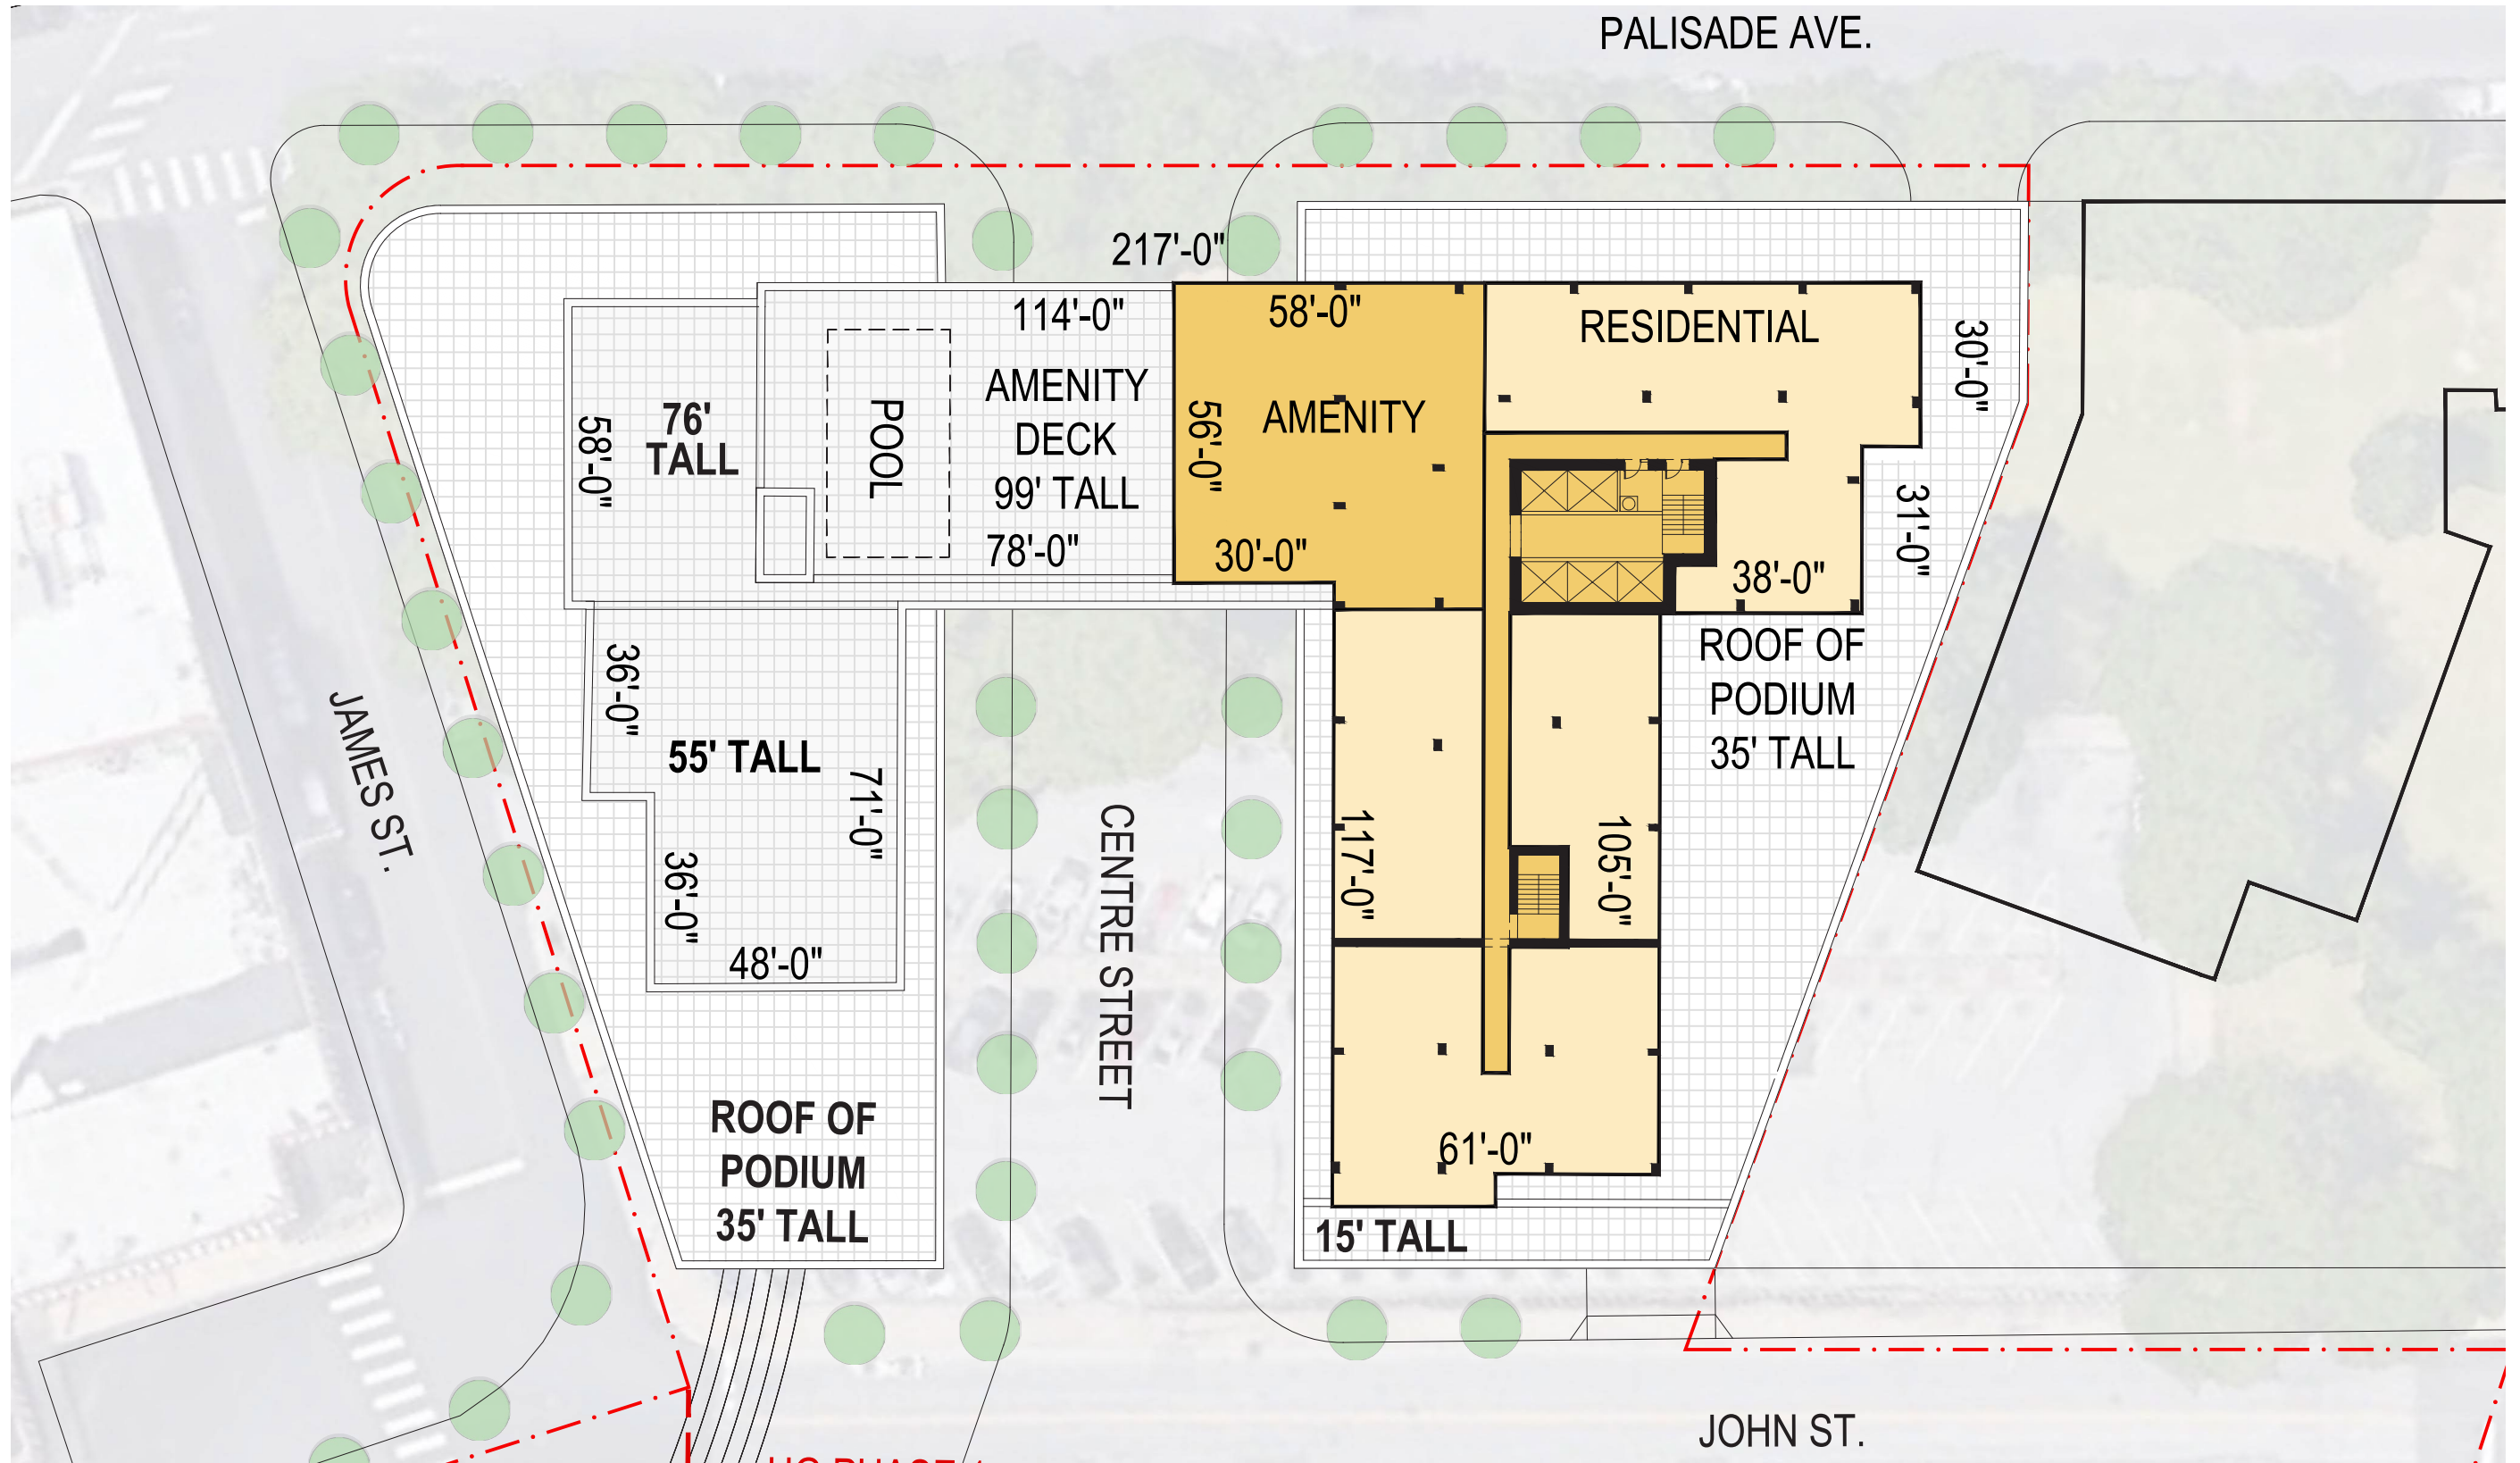 PALISADE AVE.
217'-0"
114'-0"
58'-0"
RESIDENTIAL
30'-0"
76'
TALL
58'-0"
POOL
AMENITY
DECK
99' TALL
78'-0"
56'-0"
AMENITY
30'-0"
31'-0"
38'-0"
ROOF OF
PODIUM
35' TALL
36'-0"
55' TALL
71'-0"
36'-0"
48'-0"
JAMES ST.
CENTRE STREET
117'-0"
105'-0"
61'-0"
ROOF OF
PODIUM
35' TALL
15' TALL
JOHN ST.